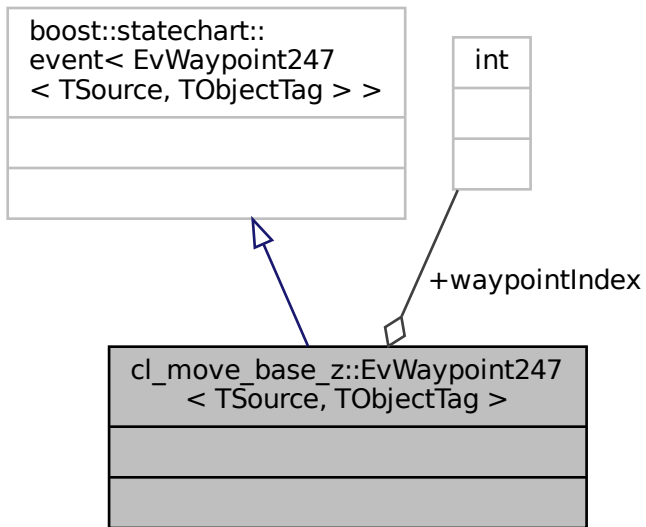 boost::statechart::
event< EvWaypoint247
< TSource, TObjectTag > >
int
+waypointIndex
cl_move_base_z::EvWaypoint247
< TSource, TObjectTag >